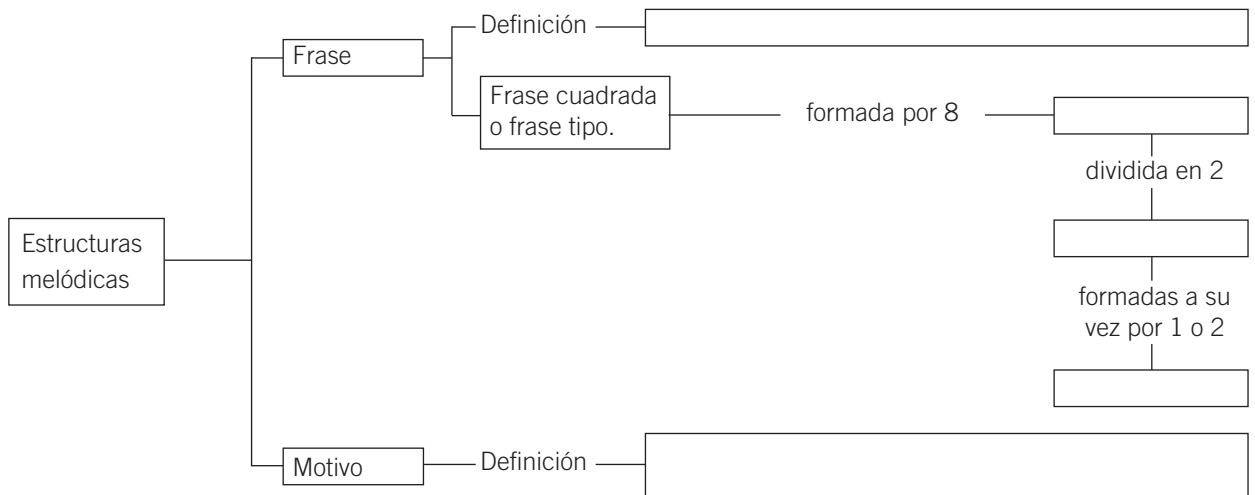 Definición
Frase
Frase cuadrada
o frase tipo.
formada por 8
dividida en 2
Estructuras
melódicas
formadas a su
vez por 1 o 2
Motivo
Definición